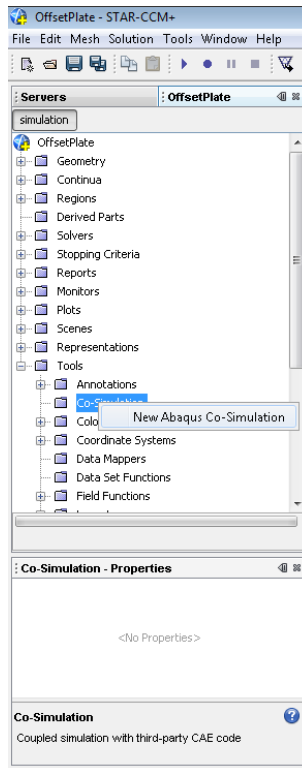 OffsetPlate - STAR-CCM+
File Edit Mesh Solution Tools Window Help
Servers
OffsetPlate
simulation
OffsetPlate
Geometry
Continua
Regions
Derived Parts
Solvers
Stopping Criteria
Reports
Monitors
Plots
Scenes
Representations
Tools
Annotations
New Abaqus Co-Simulation
Coordinate Systems
Data Mappers
Data Set Functions
Field Functions
Co-Simulation - Properties
<No Properties>
Co-Simulation
Coupled simulation with third-party CAE code